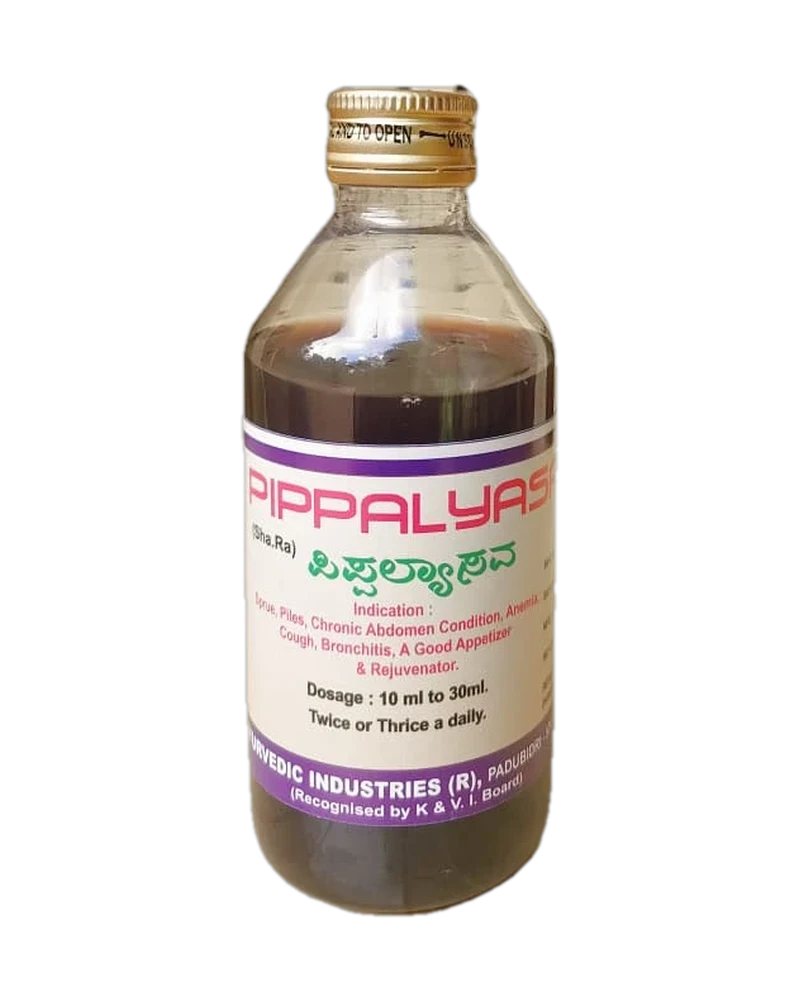 AND TO OPEN
PIPPALYASA
(Sha.Ra)
ಪಿಪ್ಪಲ್ಯಾಸವ
Indication :
Sprue, Piles, Chronic Abdomen Condition, Anemia,
Cough, Bronchitis, A Good Appetizer
& Rejuvenator.
Dosage : 10 ml to 30ml.
Twice or Thrice a daily.
URVEDIC INDUSTRIES (R), PADUBIDRI
(Recognised by K & V. I. Board)